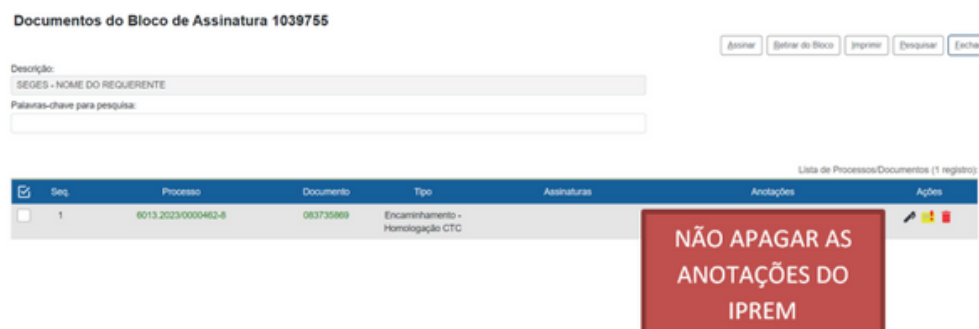 Documentos do Bloco de Assinatura 1039755
Assinar Retirar do Bloco Imprimir Pesquisar Fechar
Descrição:
SEGES - NOME DO REQUERENTE
Palavras-chave para pesquisa:
Lista de Processos/Documentos (1 registro):
Seq. Processo Documento Tipo Assinaturas Anotações Ações
1 6013.2023/0000462-8 083735869 Encaminhamento -
Homologação CTC
NÃO APAGAR AS
ANOTAÇÕES DO
IPREM